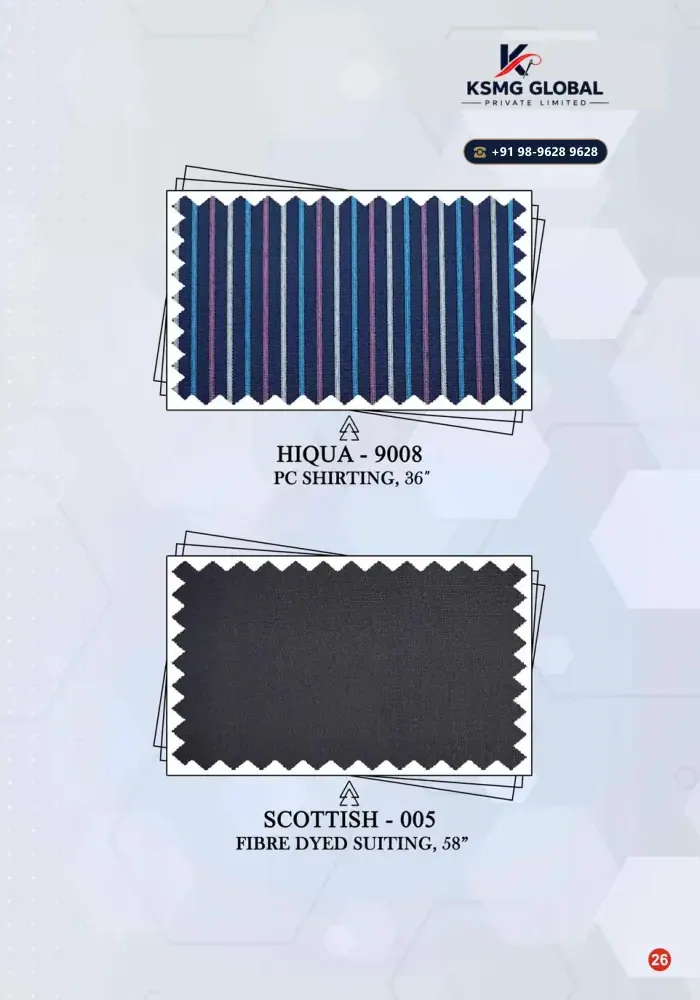 KSMG GLOBAL
PRIVATE LIMITED
+91 98-9628 9628
HIQUA - 9008
PC SHIRTING, 36"
SCOTTISH - 005
FIBRE DYED SUITING, 58”
26